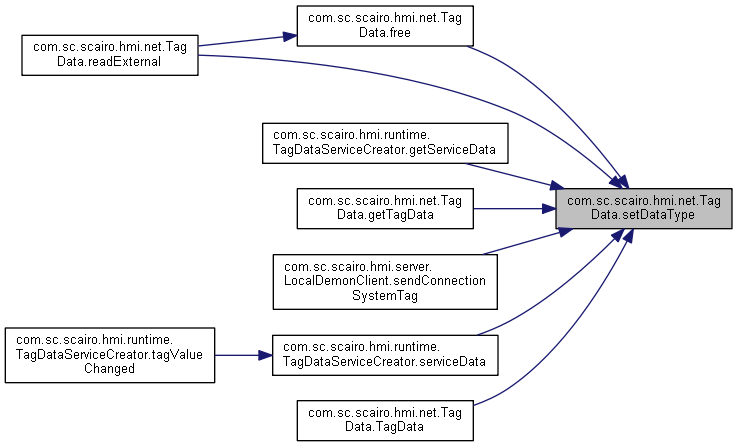 com.sc.scairo.hmi.net.Tag
Data.free
com.sc.scairo.hmi.net.Tag
Data.readExternal
com.sc.scairo.hmi.runtime.
TagDataServiceCreator.getServiceData
com.sc.scairo.hmi.net.Tag
Data.getTagData
com.sc.scairo.hmi.net.Tag
Data.setDataType
com.sc.scairo.hmi.server.
LocalDemonClient.sendConnection
SystemTag
com.sc.scairo.hmi.runtime.
TagDataServiceCreator.tagValue
Changed
com.sc.scairo.hmi.runtime.
TagDataServiceCreator.serviceData
com.sc.scairo.hmi.net.Tag
Data.TagData